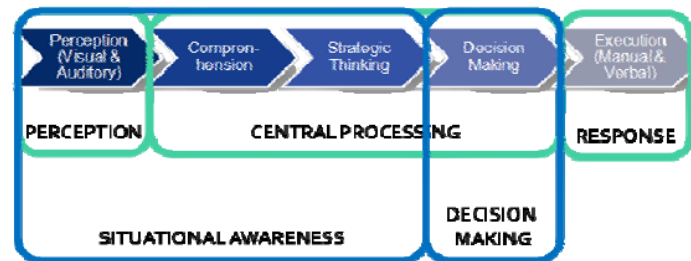 Perception
(Visual &
Auditory)
Compren-
hension
Strategic
Thinking
Decision
Making
Execution
(Manual &
Verbal)
PERCEPTION
CENTRAL PROCESSING
RESPONSE
SITUATIONAL AWARENESS
DECISION
MAKING